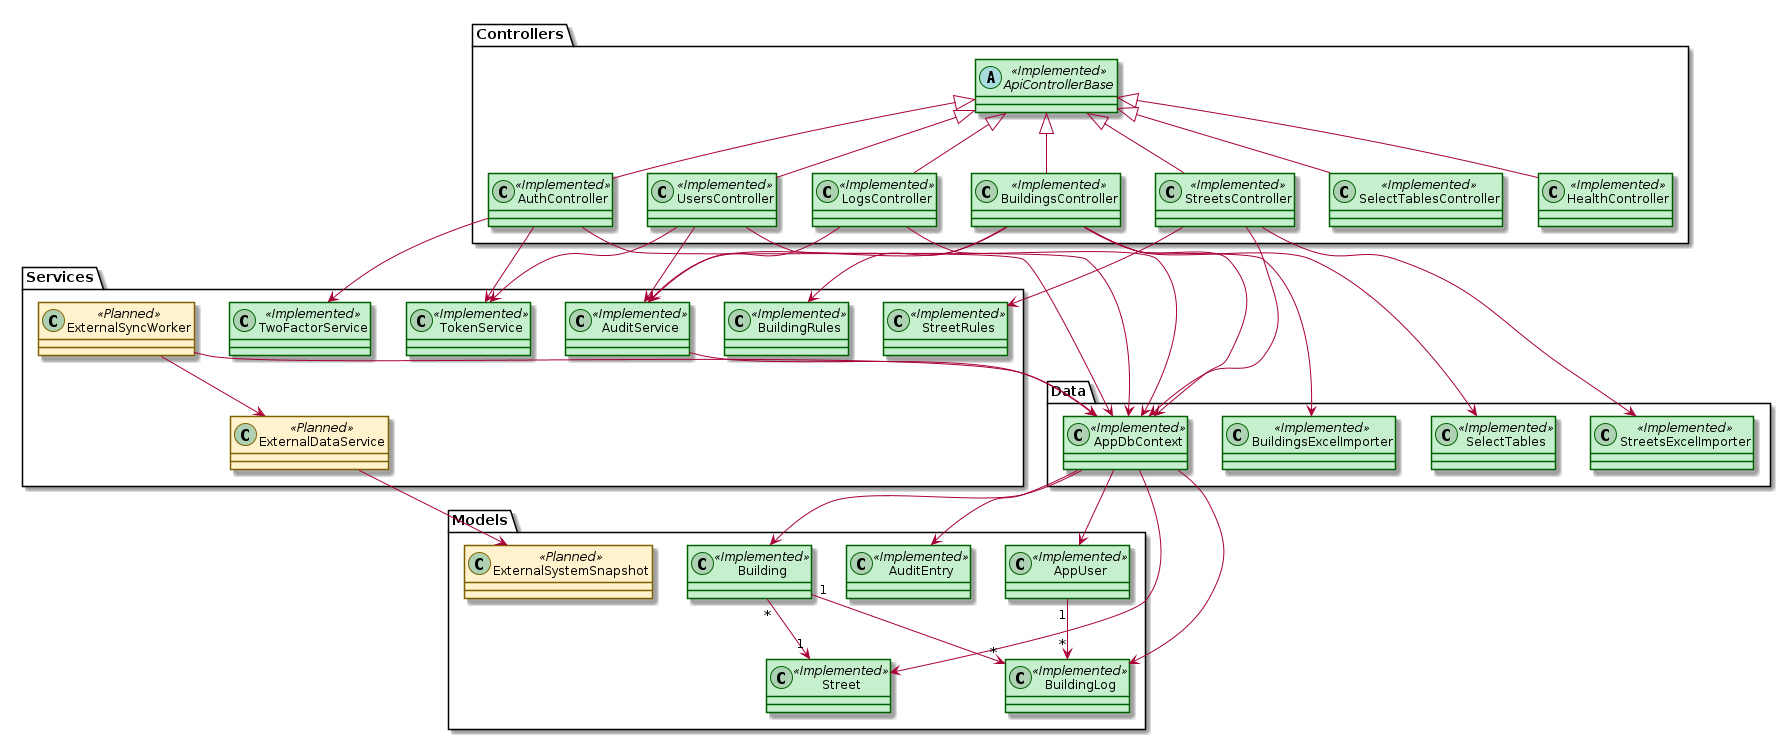 Controllers
A
«Implemented»
ApiControllerBase
C
«Implemented»
AuthController
C
«Implemented»
UsersController
C
«Implemented»
LogsController
C
«Implemented»
BuildingsController
C
«Implemented»
StreetsController
C
«Implemented»
SelectTablesController
C
«Implemented»
HealthController
Services
C
«Planned»
ExternalSyncWorker
C
«Implemented»
TwoFactorService
C
«Implemented»
TokenService
C
«Implemented»
AuditService
C
«Implemented»
BuildingRules
C
«Implemented»
StreetRules
C
«Planned»
ExternalDataService
Data
C
«Implemented»
AppDbContext
C
«Implemented»
BuildingsExcelImporter
C
«Implemented»
SelectTables
C
«Implemented»
StreetsExcelImporter
Models
C
«Planned»
ExternalSystemSnapshot
C
«Implemented»
Building
C
«Implemented»
AuditEntry
C
«Implemented»
AppUser
1
*
1
1
*
*
C
«Implemented»
Street
C
«Implemented»
BuildingLog